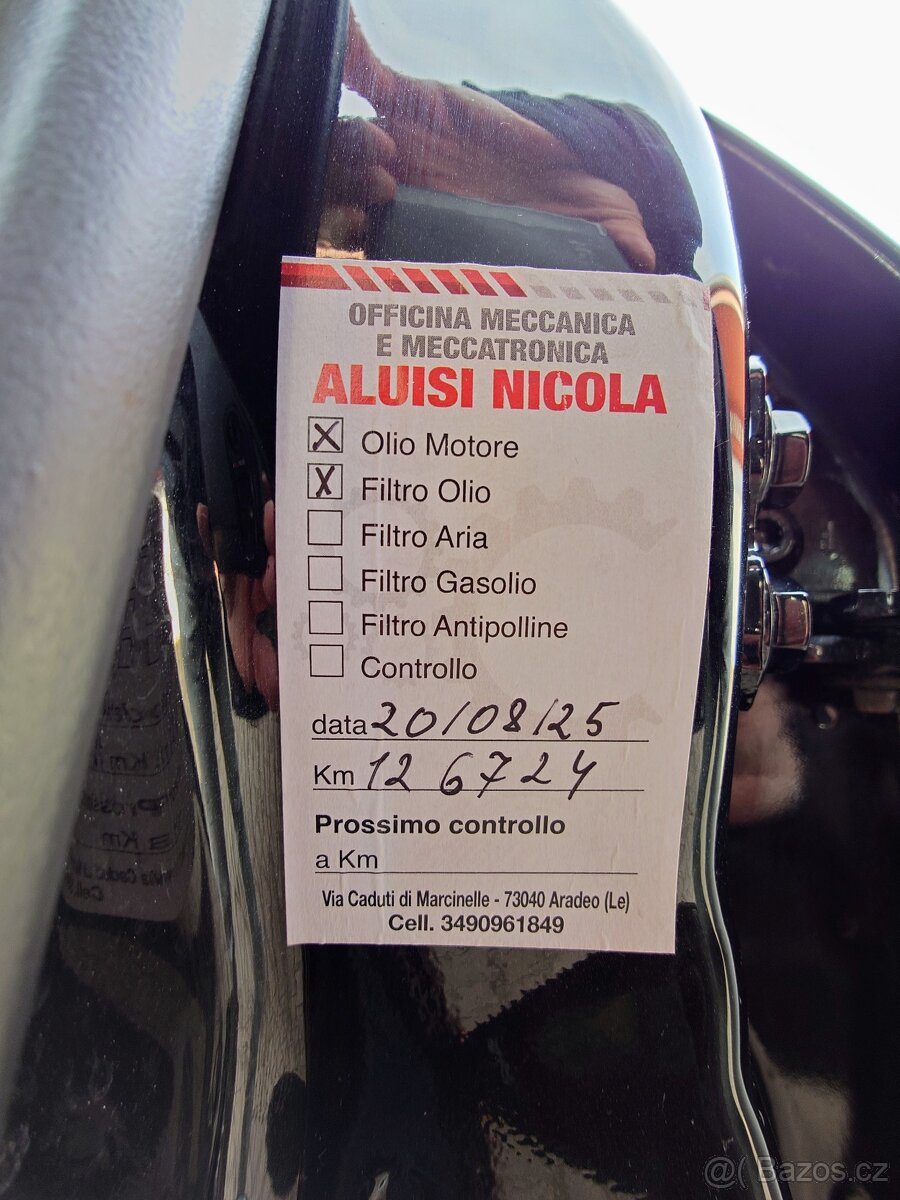 OFFICINA MECCANICA
E MECCATRONICA
ALUISI NICOLA
X Olio Motore
X Filtro Olio
Filtro Aria
Filtro Gasolio
Filtro Antipolline
Controllo
data 20/08/25
Km 126724
Prossimo controllo
a Km
Via Caduti di Marcinelle - 73040 Aradeo (Le)
Cell. 3490961849
@( Bazos.cz